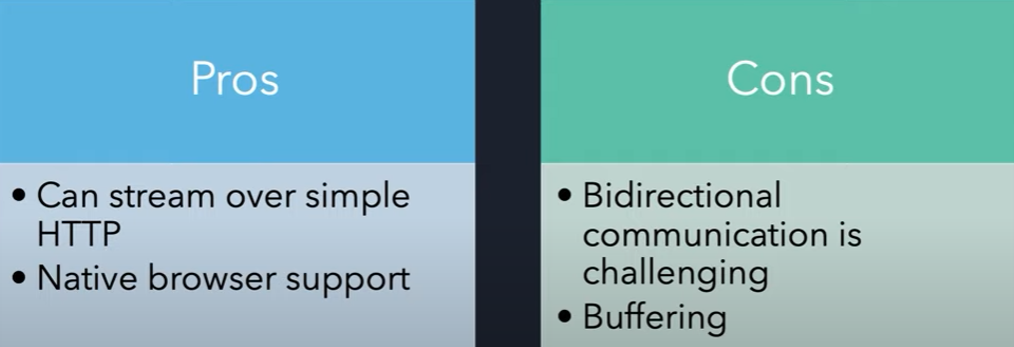 Pros
• Can stream over simple
HTTP
• Native browser support
Cons
• Bidirectional
communication is
challenging
• Buffering